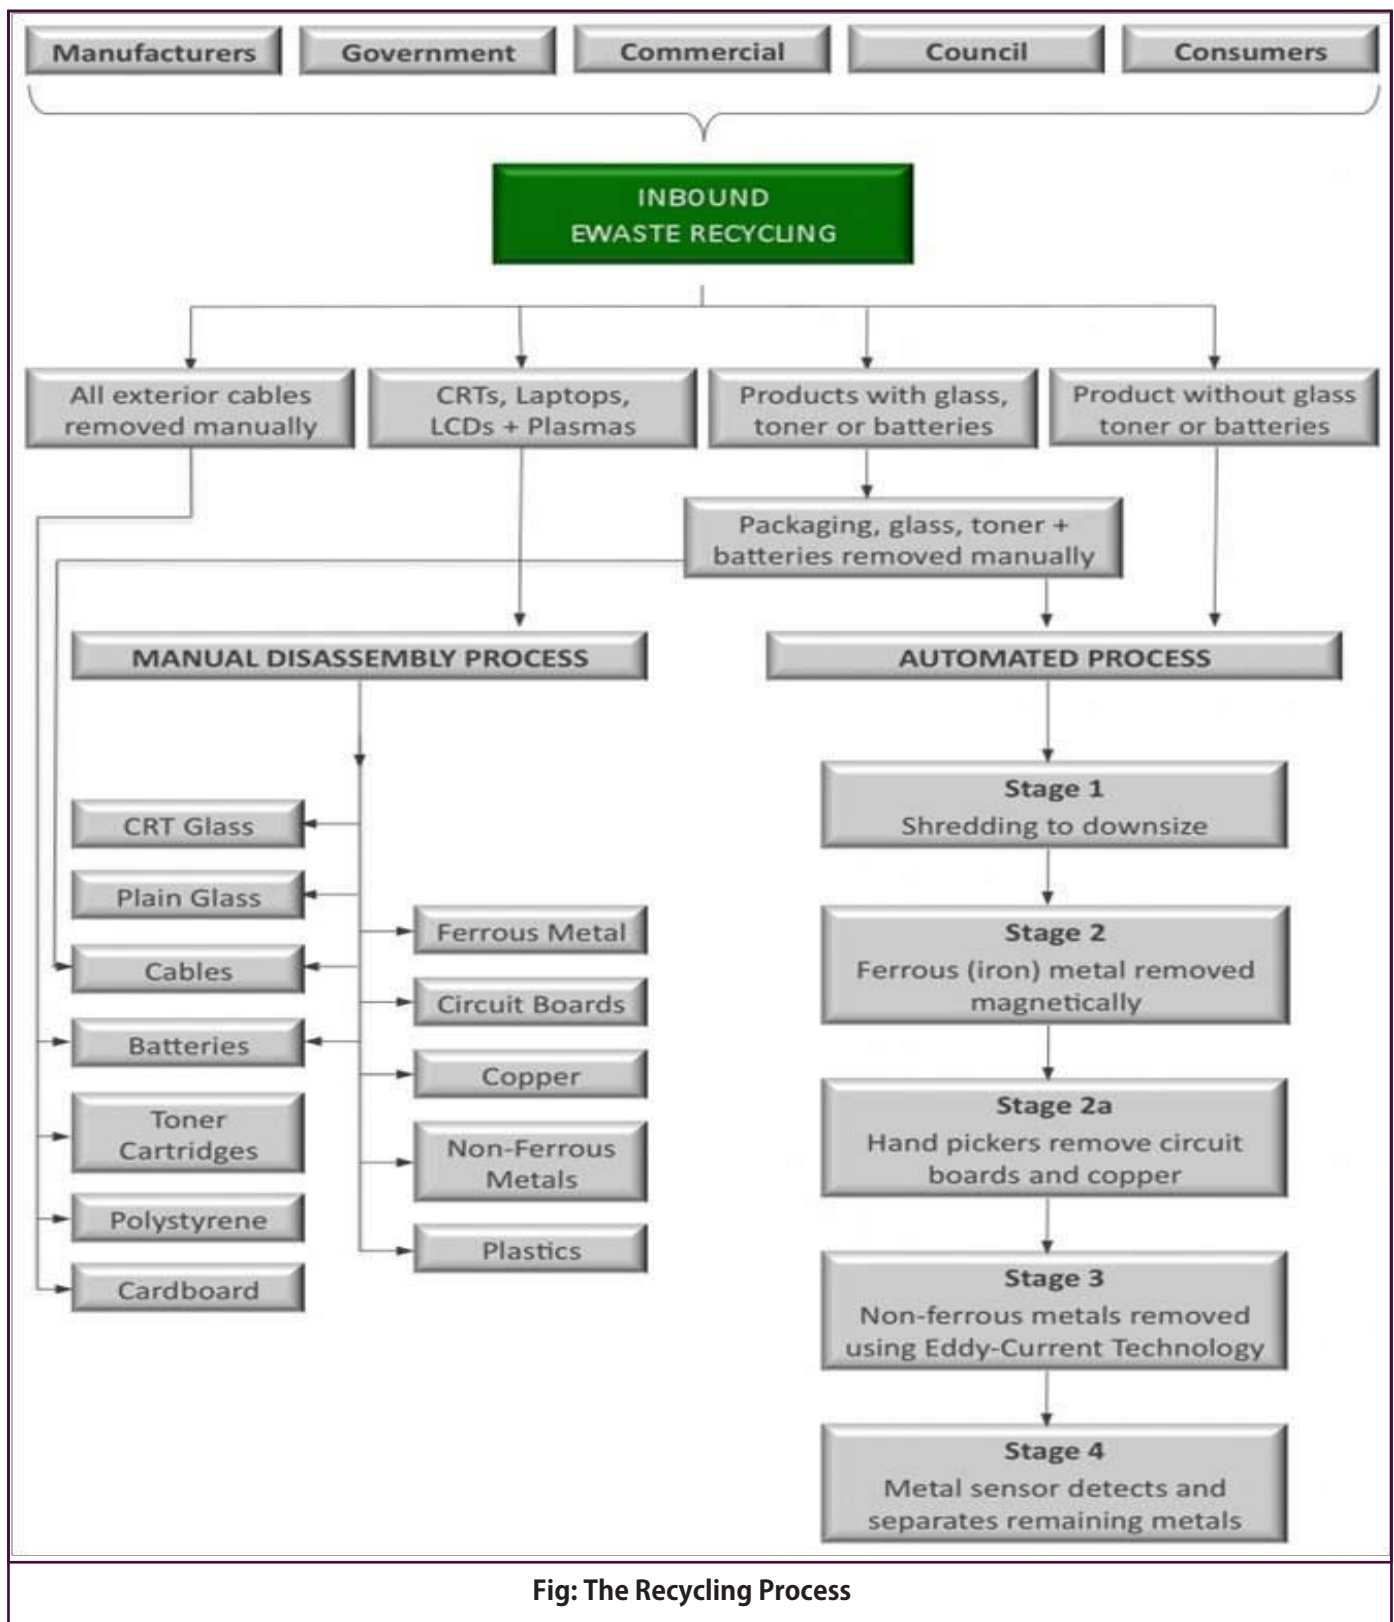 Manufacturers
Government
Commercial
Council
Consumers
INBOUND
EWASTE RECYCLING
All exterior cables
removed manually
CRTs, Laptops,
LCDs + Plasmas
Products with glass,
toner or batteries
Product without glass
toner or batteries
Packaging, glass, toner +
batteries removed manually
MANUAL DISASSEMBLY PROCESS
CRT Glass
Plain Glass
Cables
Batteries
Toner
Cartridges
Polystyrene
Cardboard
Ferrous Metal
Circuit Boards
Copper
Non-Ferrous
Metals
Plastics
AUTOMATED PROCESS
Stage 1
Shredding to downsize
Stage 2
Ferrous (iron) metal removed
magnetically
Stage 2a
Hand pickers remove circuit
boards and copper
Stage 3
Non-ferrous metals removed
using Eddy-Current Technology
Stage 4
Metal sensor detects and
separates remaining metals
Fig: The Recycling Process